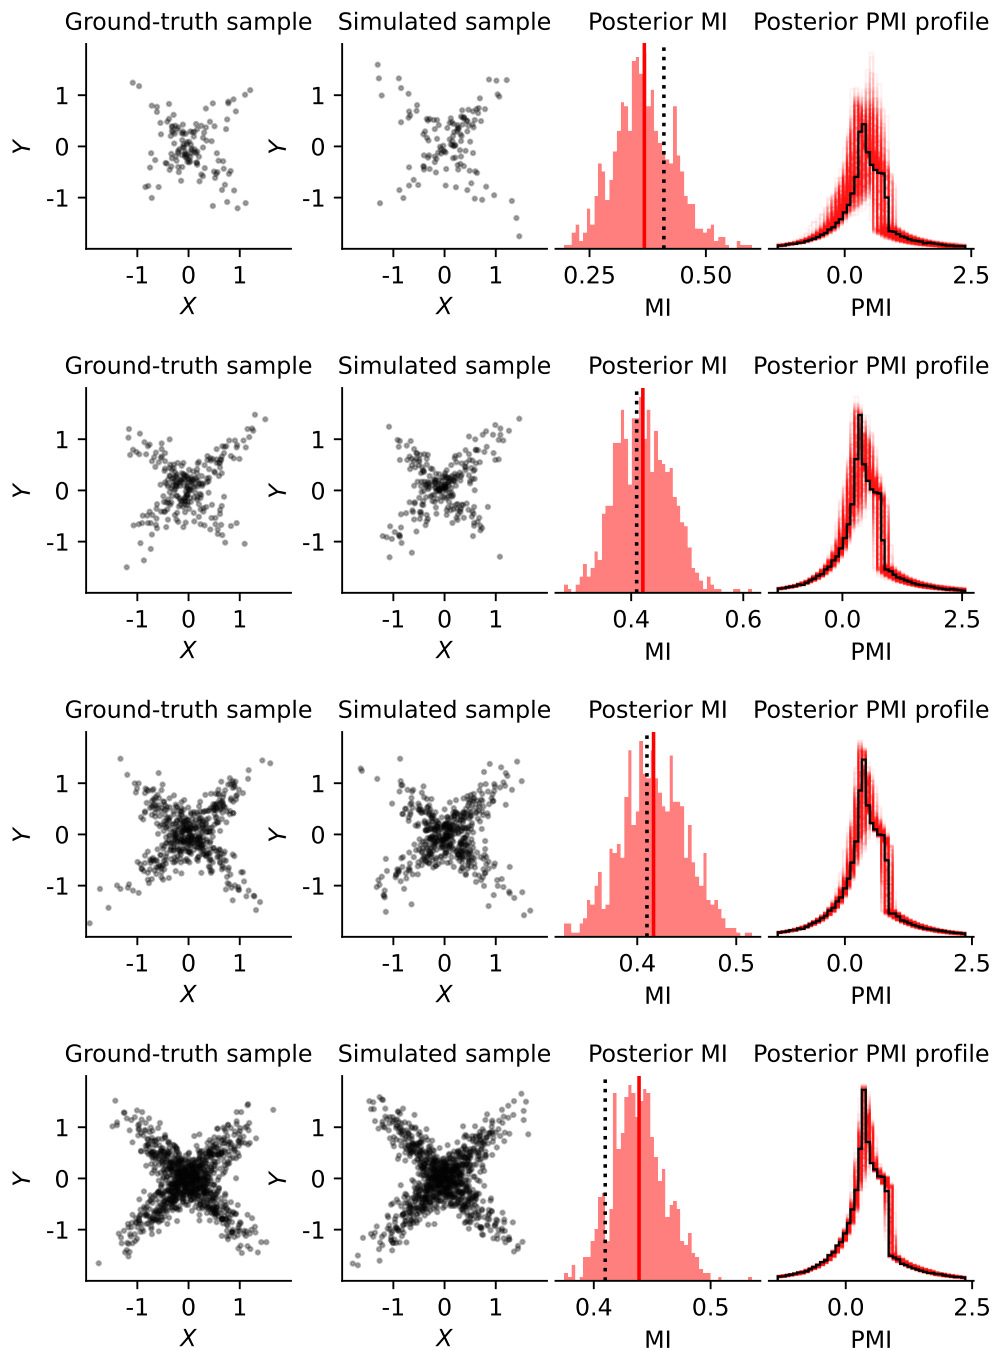 Ground-truth sample Simulated sample Posterior MI Posterior PMI profile
Y 1 0 -1 Y 1 0 -1
-1 0 1 -1 0 1 0.25 0.50 0.0 2.5
X X MI PMI
Ground-truth sample Simulated sample Posterior MI Posterior PMI profile
Y 1 0 -1 Y 1 0 -1
-1 0 1 -1 0 1 0.4 0.6 0.0 2.5
X X MI PMI
Ground-truth sample Simulated sample Posterior MI Posterior PMI profile
Y 1 0 -1 Y 1 0 -1
-1 0 1 -1 0 1 0.4 0.5 0.0 2.5
X X MI PMI
Ground-truth sample Simulated sample Posterior MI Posterior PMI profile
Y 1 0 -1 Y 1 0 -1
-1 0 1 -1 0 1 0.4 0.5 0.0 2.5
X X MI PMI